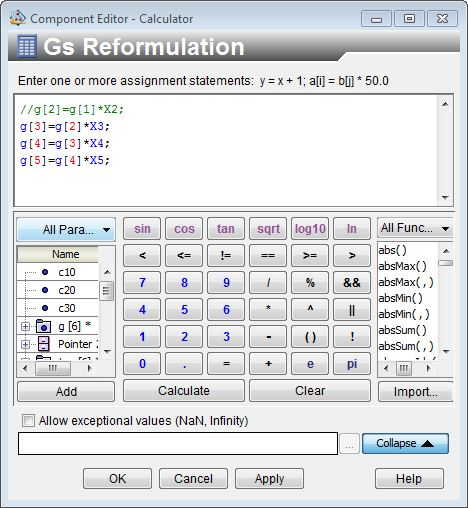 Component Editor - Calculator
Gs Reformulation
Enter one or more assignment statements: y = x + 1; a[i] = b[j] * 50.0
//g[2]=g[1]*X2;
g[3]=g[2]*X3;
g[4]=g[3]*X4;
g[5]=g[4]*X5;
All Para...
sin cos tan sqrt log10 ln
All Func...
Name
< <= != == >= >
abs()
c10
absMax()
c20
7 8 9 / % &&
absMax(,)
c30
4 5 6 * ^ ||
absMin()
g [6] *
absMin(,)
Pointer
1 2 3 - ( ) !
absSum()
absSum(,)
0 . = + e pi
Add
Calculate
Clear
Import...
Allow exceptional values (NaN, Infinity)
...
Collapse
OK
Cancel
Apply
Help